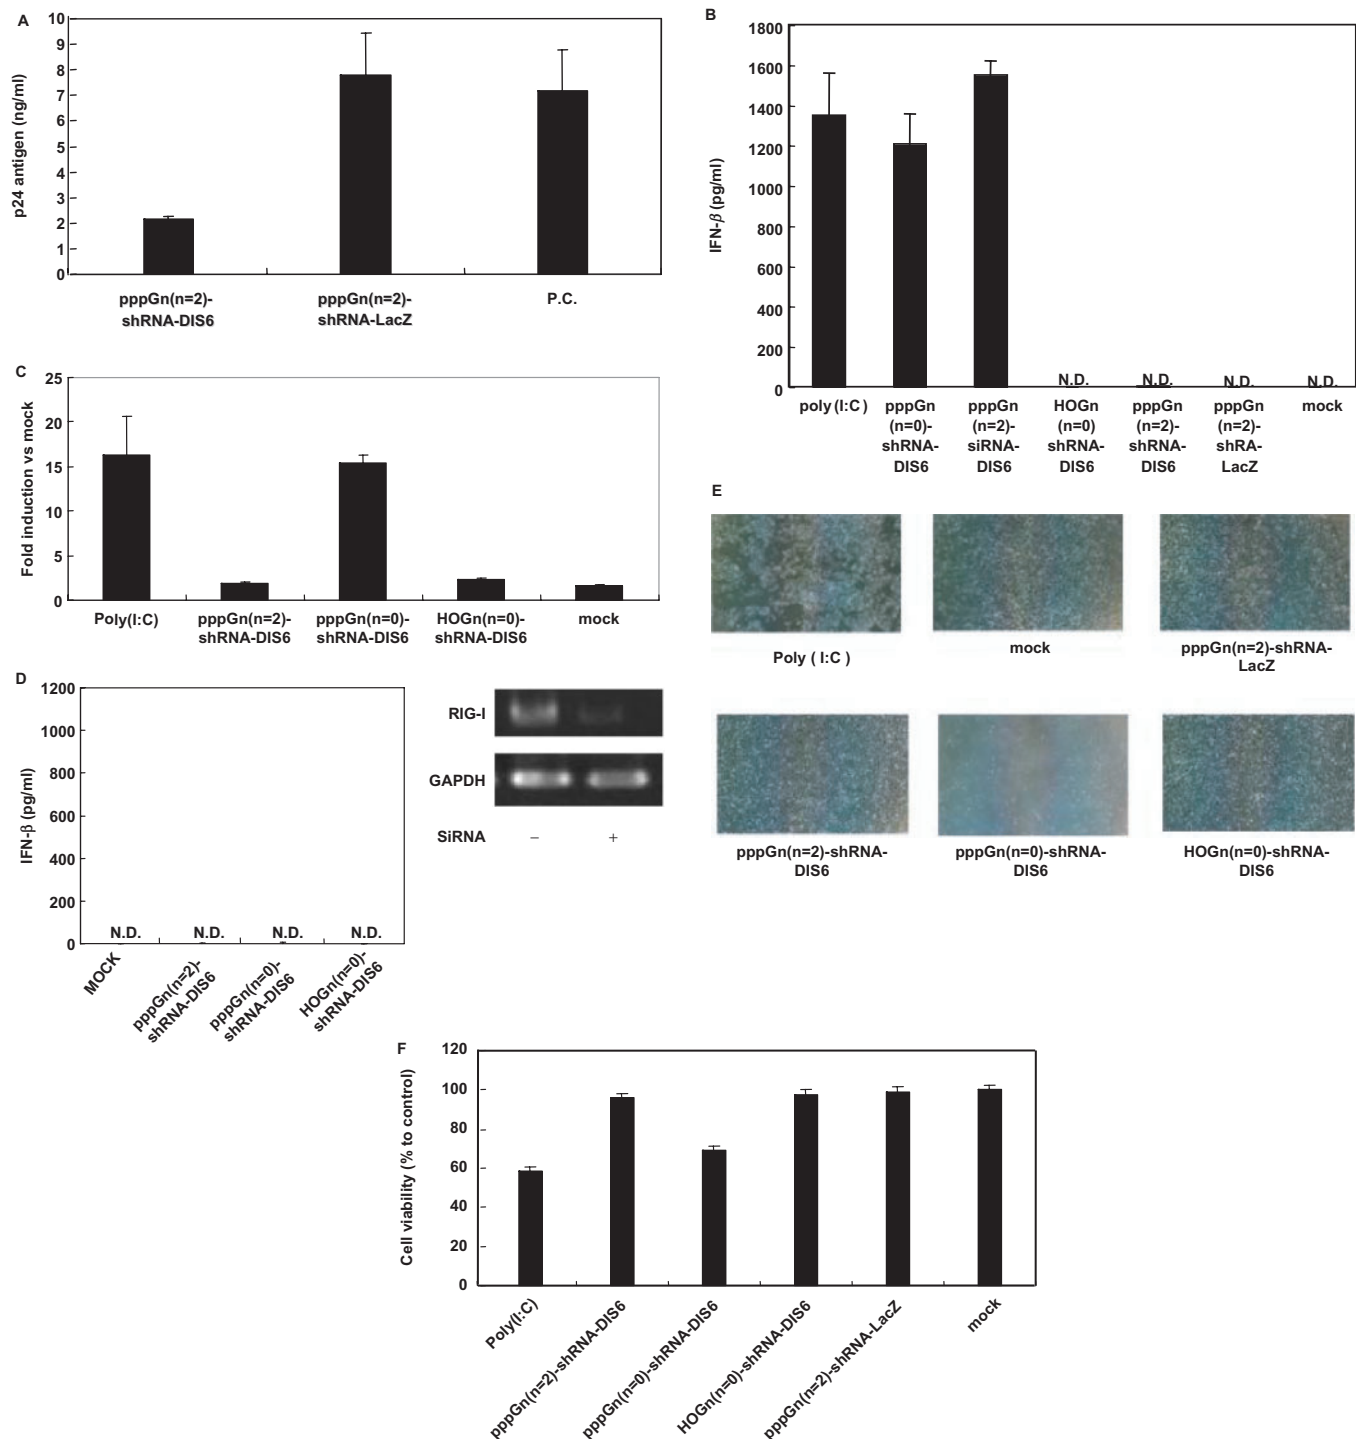 A
p24 antigen (ng/ml)
10
9
8
7
6
5
4
3
2
1
0
pppGn(n=2)-
shRNA-DIS6
pppGn(n=2)-
shRNA-LacZ
P.C.
B
IFN-β (pg/ml)
1800
1600
1400
1200
1000
800
600
400
200
0
N.D.
N.D.
N.D.
N.D.
poly (I:C)
pppGn
(n=0)-
shRNA-
DIS6
pppGn
(n=2)-
siRNA-
DIS6
HOGn
(n=0)
shRNA-
DIS6
pppGn
(n=2)-
shRNA-
DIS6
pppGn
(n=2)-
shRA-
LacZ
mock
C
Fold induction vs mock
25
20
15
10
5
0
Poly(I:C)
pppGn(n=2)-
shRNA-DIS6
pppGn(n=0)-
shRNA-DIS6
HOGn(n=0)-
shRNA-DIS6
mock
D
IFN-β (pg/ml)
1200
1000
800
600
400
200
0
N.D.
N.D.
N.D.
N.D.
MOCK
pppGn(n=2)-
shRNA-DIS6
pppGn(n=0)-
shRNA-DIS6
HOGn(n=0)-
shRNA-DIS6
RIG-I
GAPDH
SiRNA
−
+
E
Poly ( I:C )
mock
pppGn(n=2)-shRNA-
LacZ
pppGn(n=2)-shRNA-
DIS6
pppGn(n=0)-shRNA-
DIS6
HOGn(n=0)-shRNA-
DIS6
F
Cell viability (% to control)
120
100
80
60
40
20
0
Poly(I:C)
pppGn(n=2)-shRNA-DIS6
pppGn(n=0)-shRNA-DIS6
HOGn(n=0)-shRNA-DIS6
pppGn(n=2)-shRNA-LacZ
mock